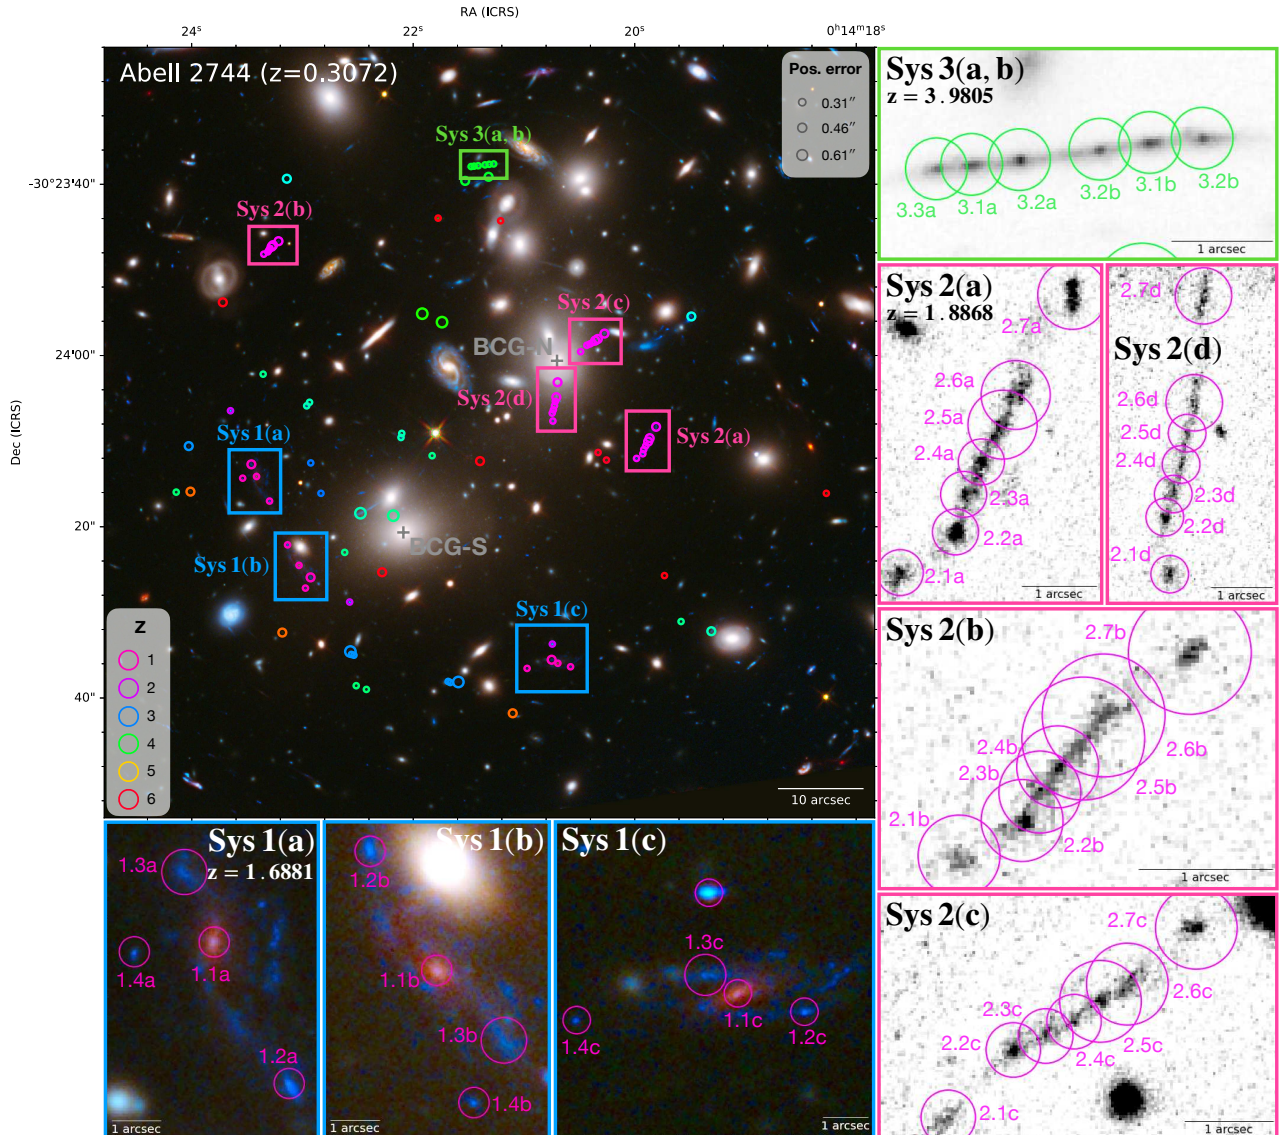 RA (ICRS)
24ˢ 22ˢ 20ˢ 0ʰ14ᵐ18ˢ
Dec (ICRS)
-30°23'40"
24'00"
20"
40"
Abell 2744 (z=0.3072)
Pos. error
0.31″
0.46″
0.61″
Sys 3(a, b)
Sys 2(b)
Sys 2(c)
BCG-N
Sys 2(d)
Sys 2(a)
Sys 1(a)
BCG-S
Sys 1(b)
Sys 1(c)
z
1
2
3
4
5
6
10 arcsec
Sys 3(a, b)
z = 3.9805
3.3a
3.1a
3.2a
3.2b
3.1b
3.2b
1 arcsec
Sys 2(a)
z = 1.8868
2.7a
2.6a
2.5a
2.4a
2.3a
2.2a
2.1a
1 arcsec
2.7d
Sys 2(d)
2.6d
2.5d
2.4d
2.3d
2.2d
2.1d
1 arcsec
Sys 2(b)
2.7b
2.6b
2.4b
2.5b
2.3b
2.1b
2.2b
1 arcsec
Sys 2(c)
2.7c
2.6c
2.3c
2.5c
2.2c
2.4c
2.1c
1 arcsec
Sys 1(a)
z = 1.6881
1.3a
1.4a
1.1a
1.2a
1 arcsec
Sys 1(b)
1.2b
1.1b
1.3b
1.4b
1 arcsec
Sys 1(c)
1.3c
1.1c
1.2c
1.4c
1 arcsec